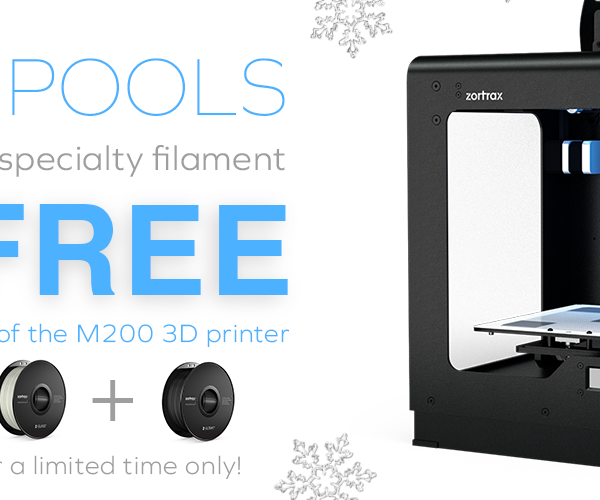 POOLS
specialty filament
FREE
of the M200 3D printer
r a limited time only!
zortrax